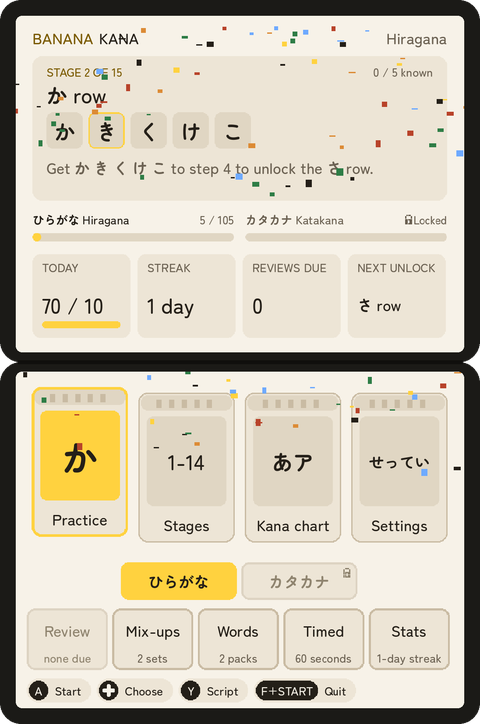 BANANA KANA
Hiragana
STAGE 2 OF 15
0 / 5 known
か row
か き く け こ
Get か き く け こ to step 4 to unlock the さ row.
ひらがな Hiragana 5 / 105
カタカナ Katakana Locked
TODAY
70 / 10
STREAK
1 day
REVIEWS DUE
0
NEXT UNLOCK
さ row
か
Practice
1-14
Stages
あア
Kana chart
せってい
Settings
ひらがな
カタカナ
Review
none due
Mix-ups
2 sets
Words
2 packs
Timed
60 seconds
Stats
1-day streak
A Start
Choose
Y Script
F+START Quit